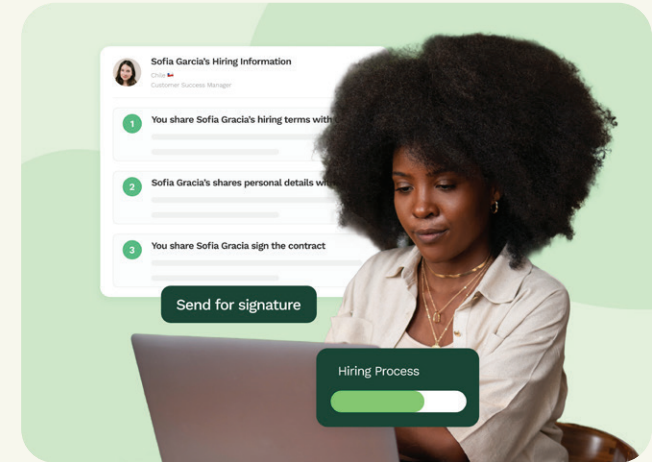 Sofia Garcia's Hiring Information
Chile
Customer Success Manager
1
You share Sofia Gracia's hiring terms with
2
Sofia Gracia's shares personal details
3
You share Sofia Gracia sign the contract
Send for signature
Hiring Process